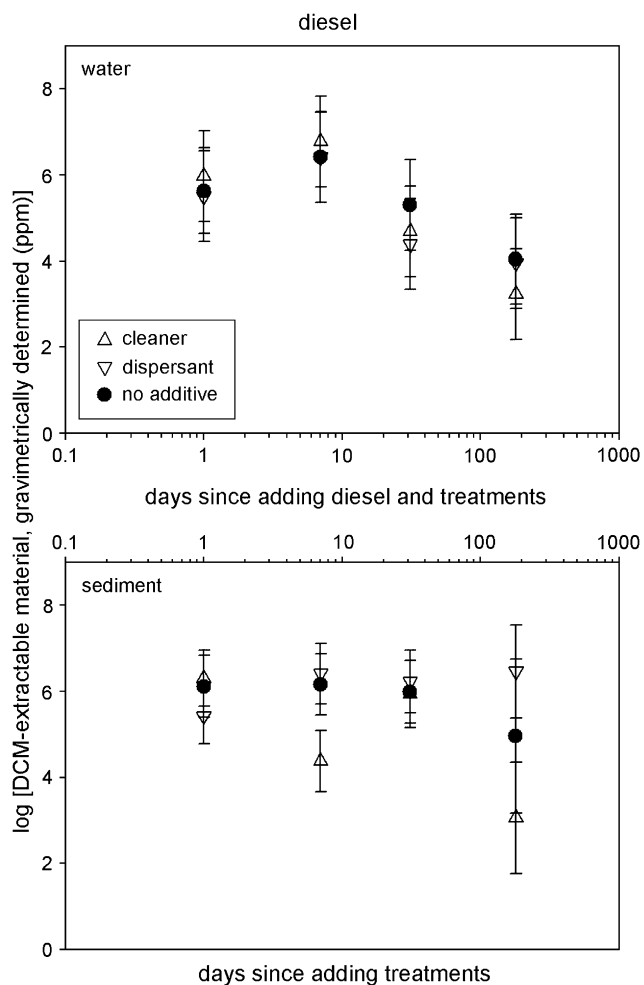 diesel
log [DCM-extractable material, gravimetrically determined (ppm)]
water
8
6
4
2
0
cleaner
dispersant
no additive
0.1 1 10 100 1000
days since adding diesel and treatments
0.1 1 10 100 1000
sediment
8
6
4
2
0
days since adding treatments